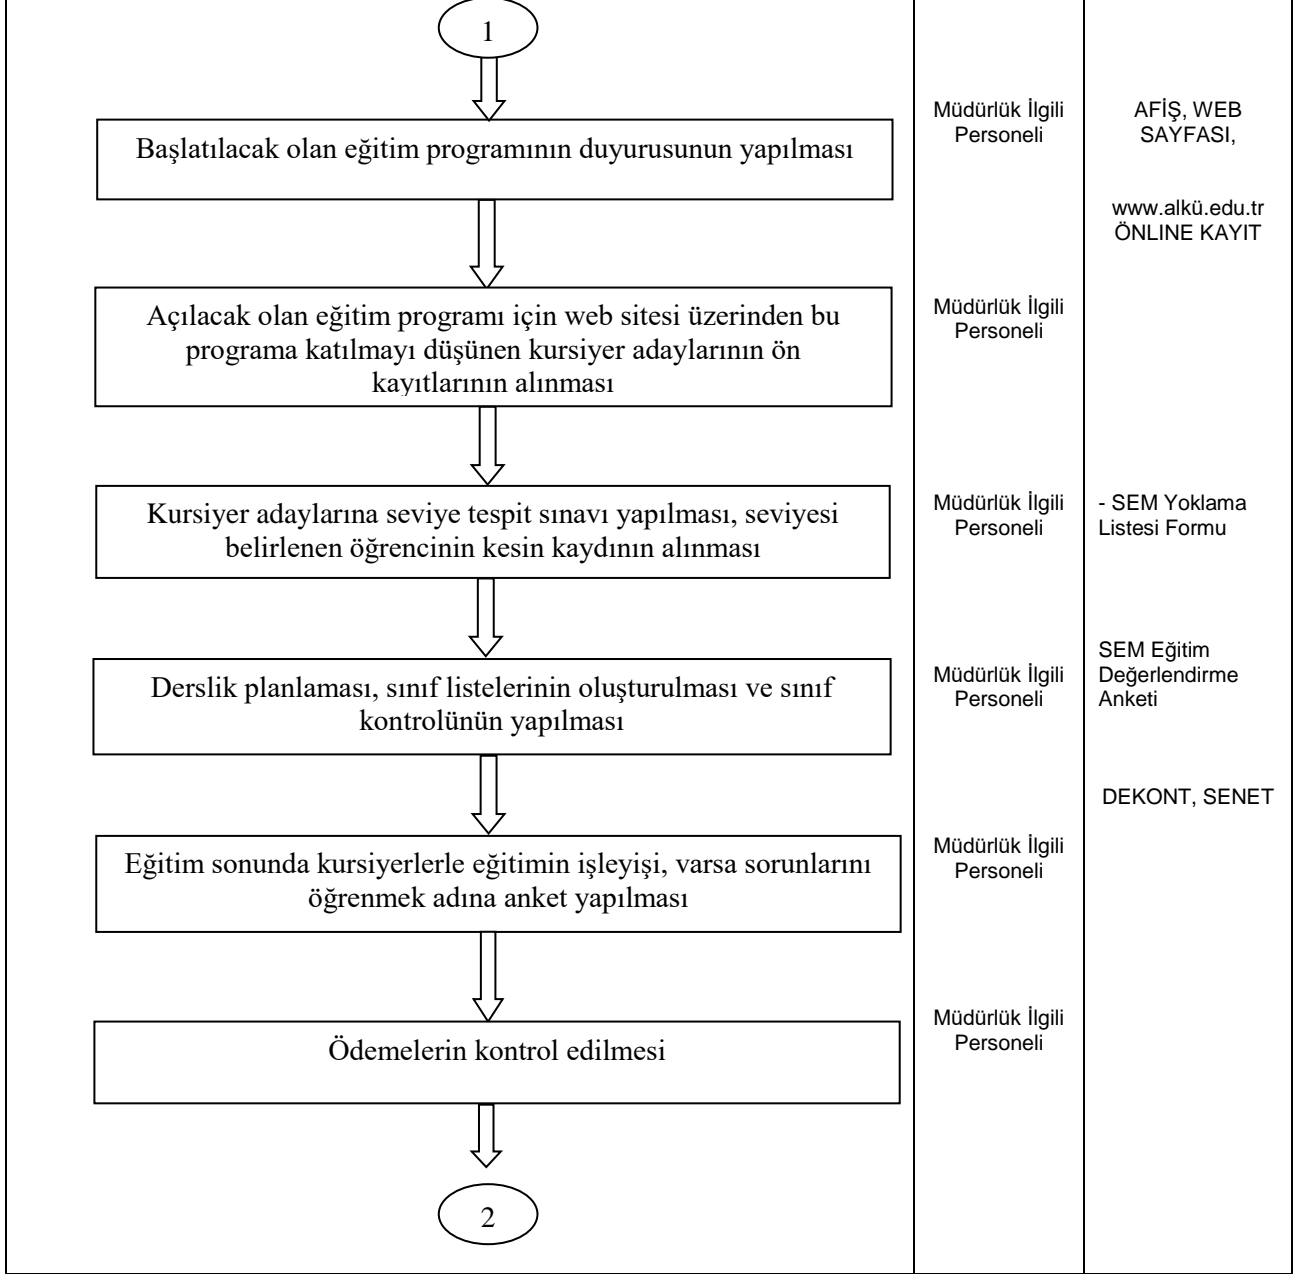 1
Başlatılacak olan eğitim programının duyurusunun yapılması
Müdürlük İlgili
Personeli
AFİŞ, WEB
SAYFASI,
www.alkü.edu.tr
ÖNLINE KAYIT
Açılacak olan eğitim programı için web sitesi üzerinden bu
programa katılmayı düşünen kursiyer adaylarının ön
kayıtlarının alınması
Müdürlük İlgili
Personeli
Kursiyer adaylarına seviye tespit sınavı yapılması, seviyesi
belirlenen öğrencinin kesin kaydının alınması
Müdürlük İlgili
Personeli
- SEM Yoklama
Listesi Formu
Derslik planlaması, sınıf listelerinin oluşturulması ve sınıf
kontrolünün yapılması
Müdürlük İlgili
Personeli
SEM Eğitim
Değerlendirme
Anketi
DEKONT, SENET
Eğitim sonunda kursiyerlerle eğitimin işleyişi, varsa sorunlarını
öğrenmek adına anket yapılması
Müdürlük İlgili
Personeli
Ödemelerin kontrol edilmesi
Müdürlük İlgili
Personeli
2